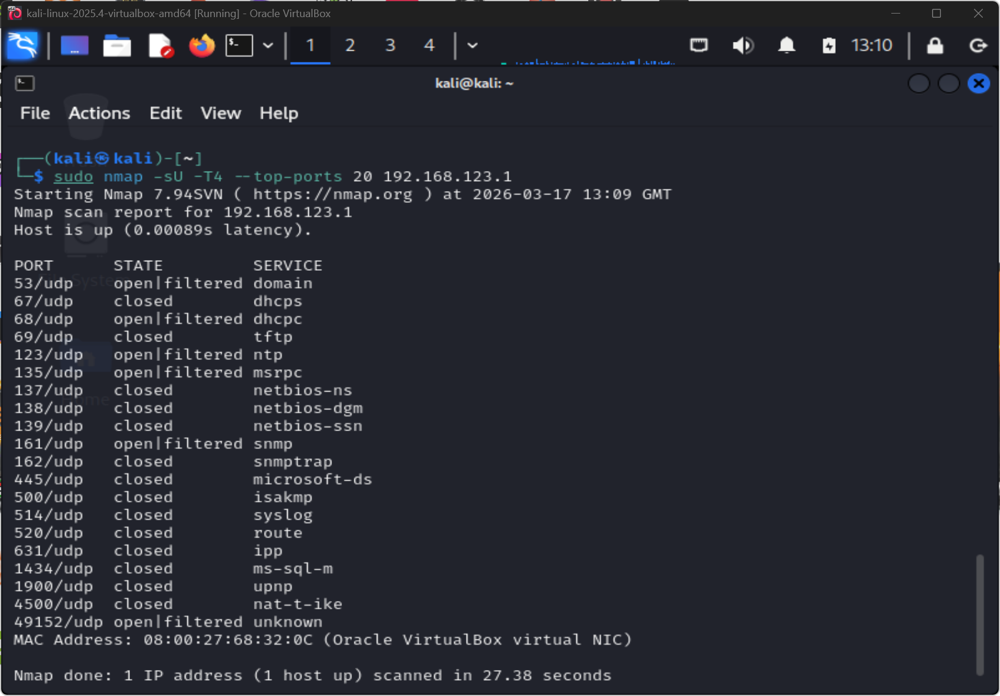 kali-linux-2025.4-virtualbox-amd64 [Running] - Oracle VirtualBox
1 2 3 4 13:10
kali@kali: ~
File Actions Edit View Help
┌──(kali㉿kali)-[~]
└─$ sudo nmap -sU -T4 --top-ports 20 192.168.123.1
Starting Nmap 7.94SVN ( https://nmap.org ) at 2026-03-17 13:09 GMT
Nmap scan report for 192.168.123.1
Host is up (0.00089s latency).
PORT STATE SERVICE
53/udp open|filtered domain
67/udp closed dhcps
68/udp open|filtered dhcpc
69/udp closed tftp
123/udp open|filtered ntp
135/udp open|filtered msrpc
137/udp closed netbios-ns
138/udp closed netbios-dgm
139/udp closed netbios-ssn
161/udp open|filtered snmp
162/udp closed snmptrap
445/udp closed microsoft-ds
500/udp closed isakmp
514/udp closed syslog
520/udp closed route
631/udp closed ipp
1434/udp closed ms-sql-m
1900/udp closed upnp
4500/udp closed nat-t-ike
49152/udp open|filtered unknown
MAC Address: 08:00:27:68:32:0C (Oracle VirtualBox virtual NIC)
Nmap done: 1 IP address (1 host up) scanned in 27.38 seconds
File System
Home